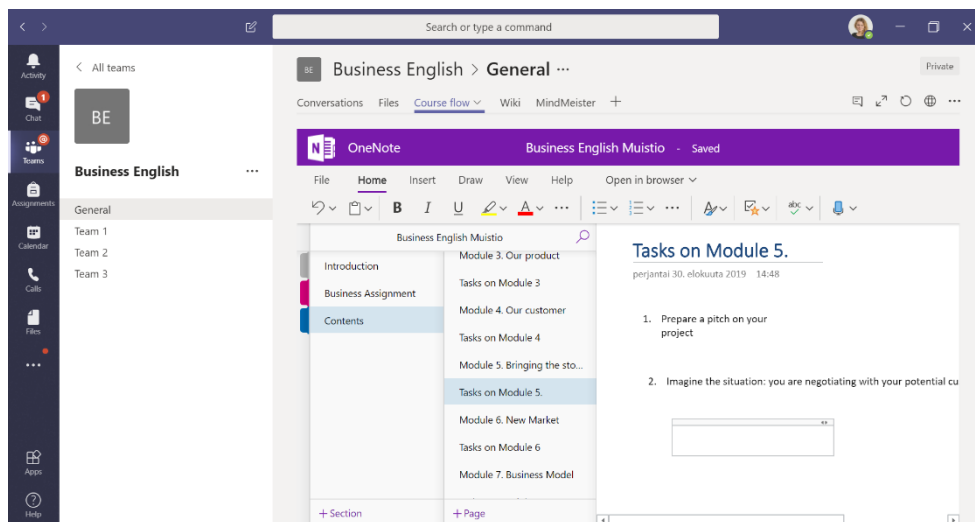 Search or type a command
Activity
Chat
1
Teams
@
Assignments
Calendar
Calls
Files
Apps
Help
All teams
BE
Business English
General
Team 1
Team 2
Team 3
BE Business English > General
Private
Conversations Files Course flow Wiki MindMeister
N OneNote Business English Muistio - Saved
File Home Insert Draw View Help Open in browser
B I U A abc
Business English Muistio
Introduction
Business Assignment
Contents
+ Section
Module 3. Our product
Tasks on Module 3
Module 4. Our customer
Tasks on Module 4
Module 5. Bringing the sto...
Tasks on Module 5.
Module 6. New Market
Tasks on Module 6
Module 7. Business Model
+ Page
Tasks on Module 5.
perjantai 30. elokuuta 2019 14:48
1. Prepare a pitch on your
project
2. Imagine the situation: you are negotiating with your potential cu